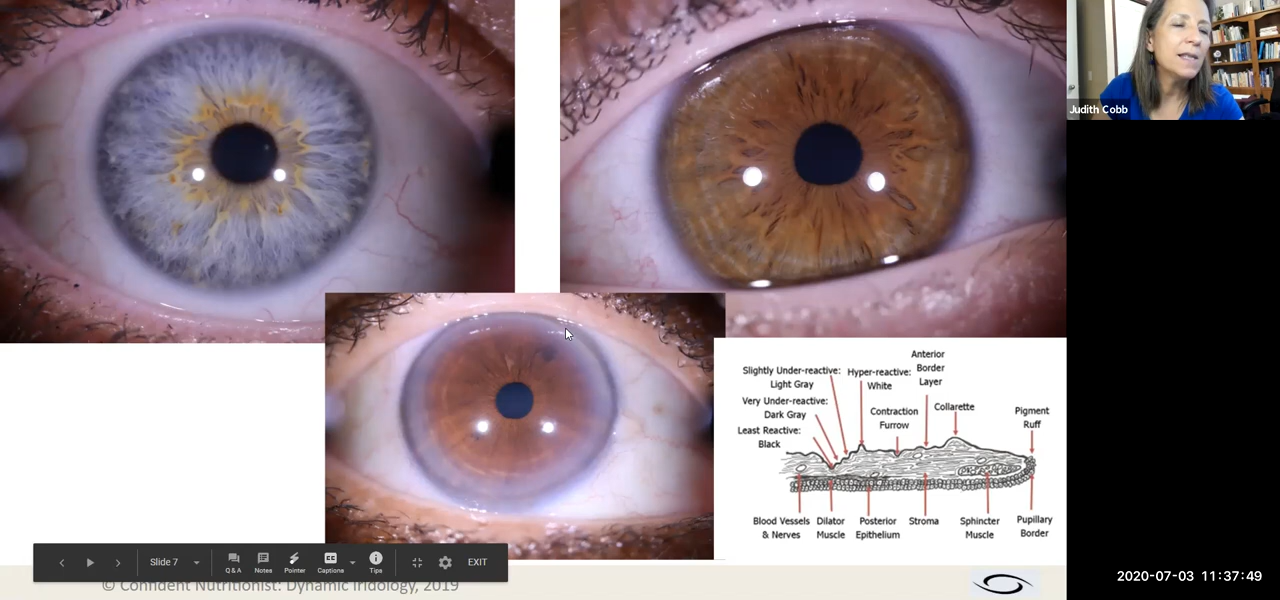 Judith Cobb
Anterior
Border
Layer
Slightly Under-reactive:
Light Gray
Hyper-reactive:
White
Very Under-reactive:
Dark Gray
Contraction
Furrow
Collarette
Pigment
Ruff
Least Reactive:
Black
Blood Vessels
& Nerves
Dilator
Muscle
Posterior
Epithelium
Stroma
Sphincter
Muscle
Pupillary
Border
Slide 7
Q & A
Notes
Pointer
CC
Captions
Tips
EXIT
© Confident Nutritionist: Dynamic Iridology, 2019
2020-07-03 11:37:49